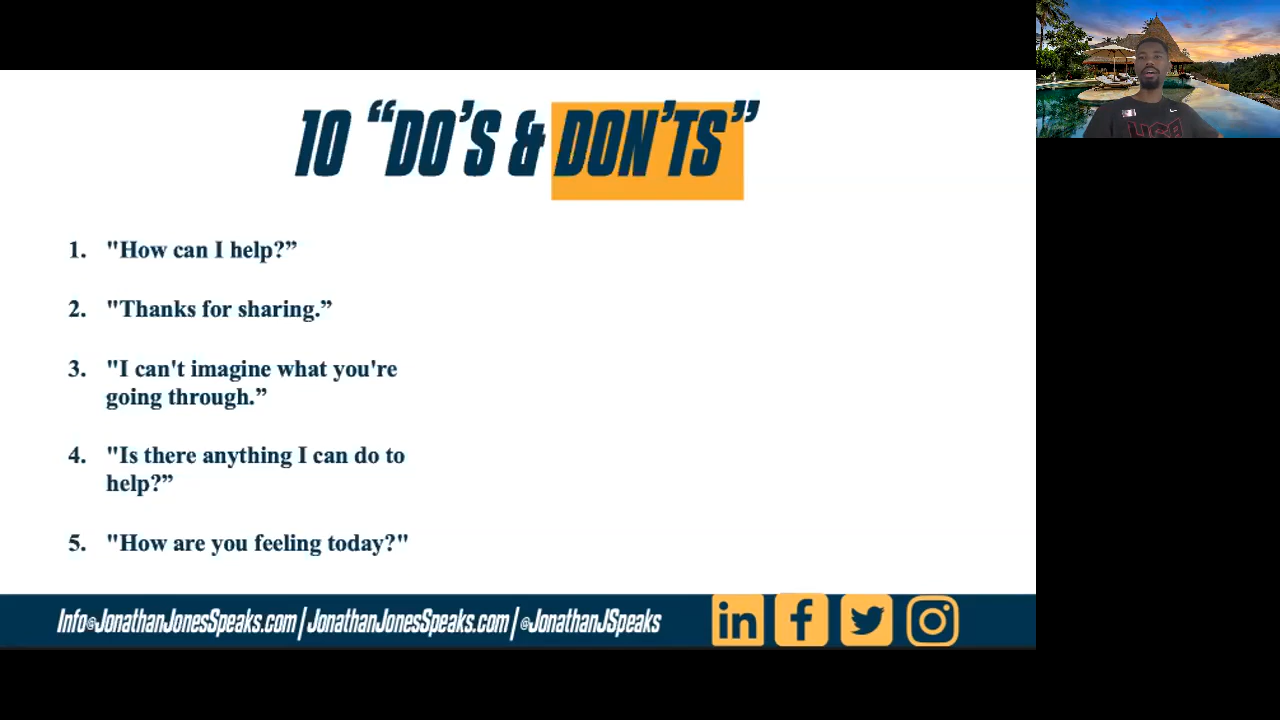 10 “DO’S & DON’TS”
1. "How can I help?”
2. "Thanks for sharing.”
3. "I can't imagine what you're
going through.”
4. "Is there anything I can do to
help?”
5. "How are you feeling today?"
Info@JonathanJonesSpeaks.com | JonathanJonesSpeaks.com | @JonathanJSpeaks
in
USA